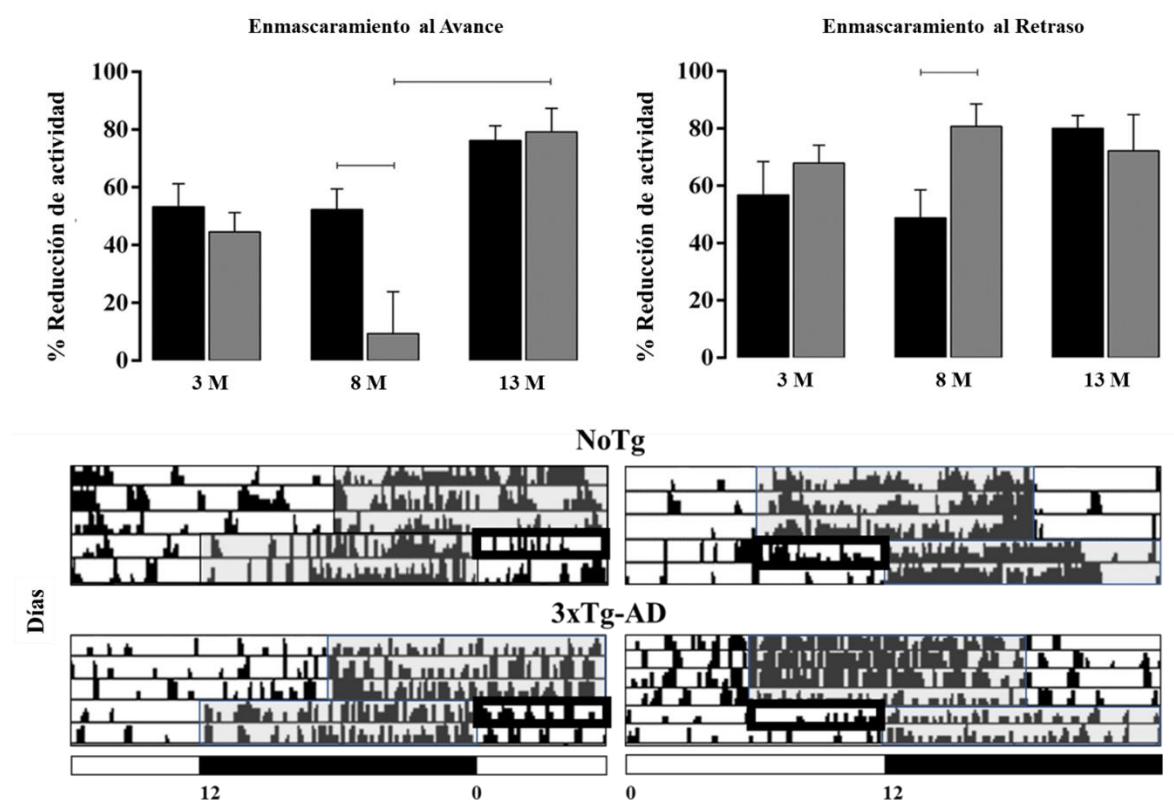 Enmascaramiento al Avance
% Reducción de actividad
100
80
60
40
20
0
3 M
8 M
13 M
Enmascaramiento al Retraso
% Reducción de actividad
100
80
60
40
20
0
3 M
8 M
13 M
NoTg
Días
3xTg-AD
12
0
0
12